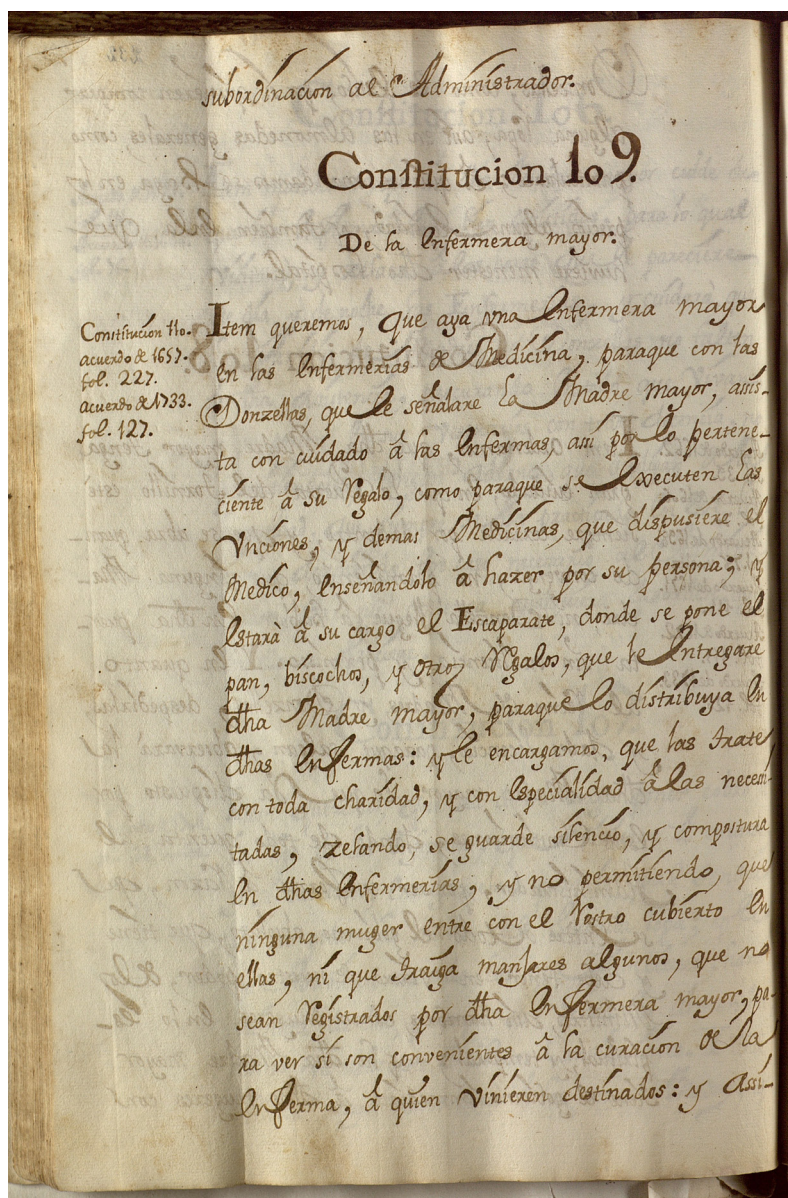 subordinacion al Administrador.
Constitucion 109.
De la Enfermera mayor.
Constitucion 110.
acuerdo de 1657.
fol. 227.
acuerdo de 1733.
fol. 127.
Item queremos, que aya vna Enfermera mayor
en las Enfermerias de Medicina, paraque con las
Donzellas, que le señalare la Madre mayor, assis-
ta con cuidado â las Enfermas, assi por lo pertene-
ciente â su Regalo, como paraque se Executen las
Vnciones, y demas Medicinas, que dispusiere el
Medico, Enseñandolo â hazer por su persona; y
Estarà â su cargo el Escaparate, donde se pone el
pan, biscochos, y otros Regalos, que le Entregare
dha Madre mayor, paraque lo distribuya En
dhas Enfermas: y le encargamos, que las trate,
con toda charidad, y con Especialidad â las necessi-
tadas, zelando, se guarde silencio, y compostura
En dhas Enfermerias, y no permitiendo, que
ninguna muger entre con el Rostro cubierto En
ellas, ni que traiga manjares algunos, que no
sean Registrados por dha Enfermera mayor, pa-
ra ver si son convenientes â la curacion de la
Enferma, â quien vinieren destinados: y Assi-